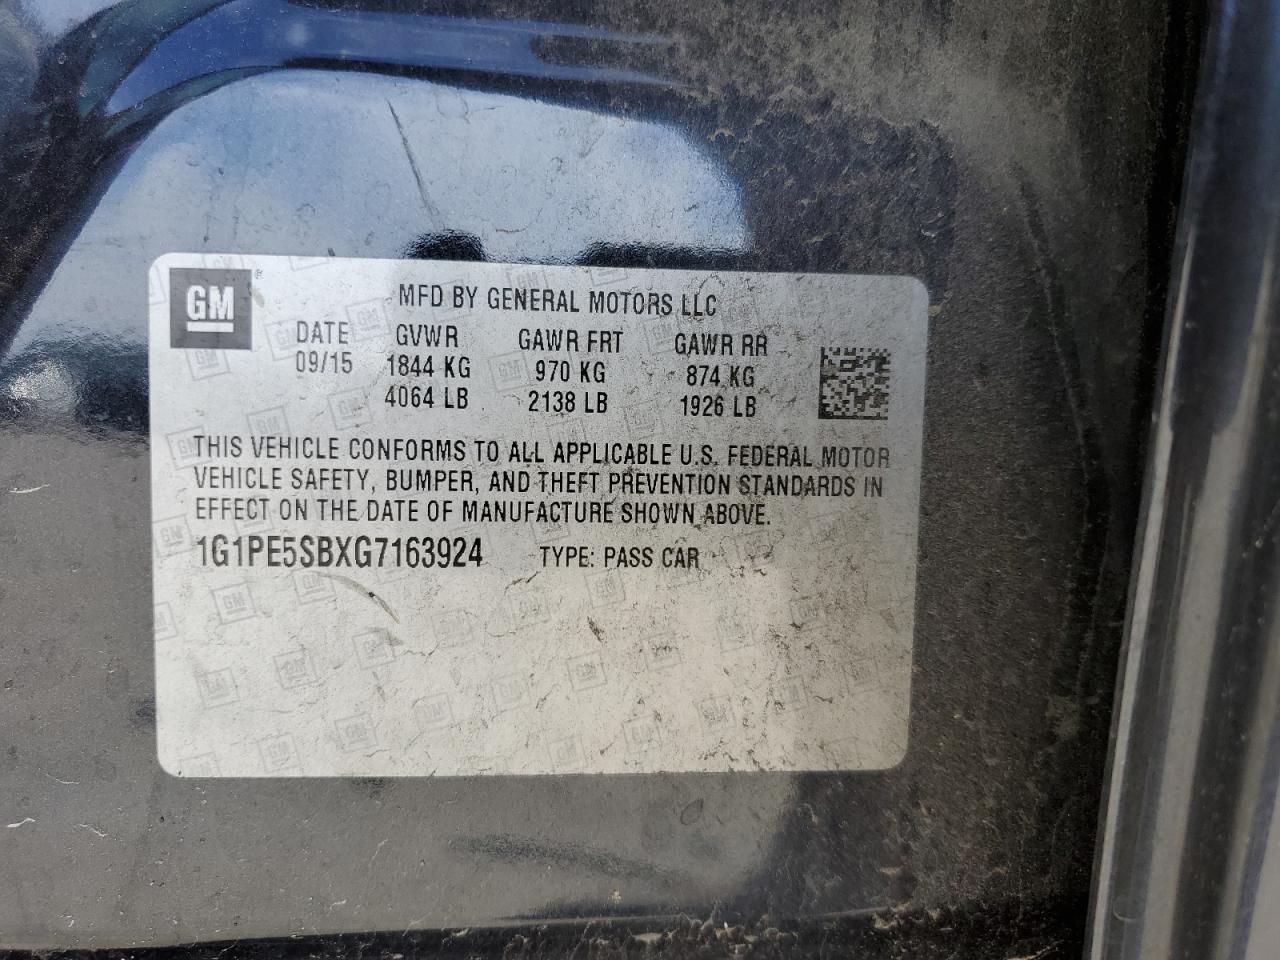 GM ®
MFD BY GENERAL MOTORS LLC
DATE GVWR GAWR FRT GAWR RR
09/15 1844 KG 970 KG 874 KG
4064 LB 2138 LB 1926 LB
THIS VEHICLE CONFORMS TO ALL APPLICABLE U.S. FEDERAL MOTOR
VEHICLE SAFETY, BUMPER, AND THEFT PREVENTION STANDARDS IN
EFFECT ON THE DATE OF MANUFACTURE SHOWN ABOVE.
1G1PE5SBXG7163924 TYPE: PASS CAR